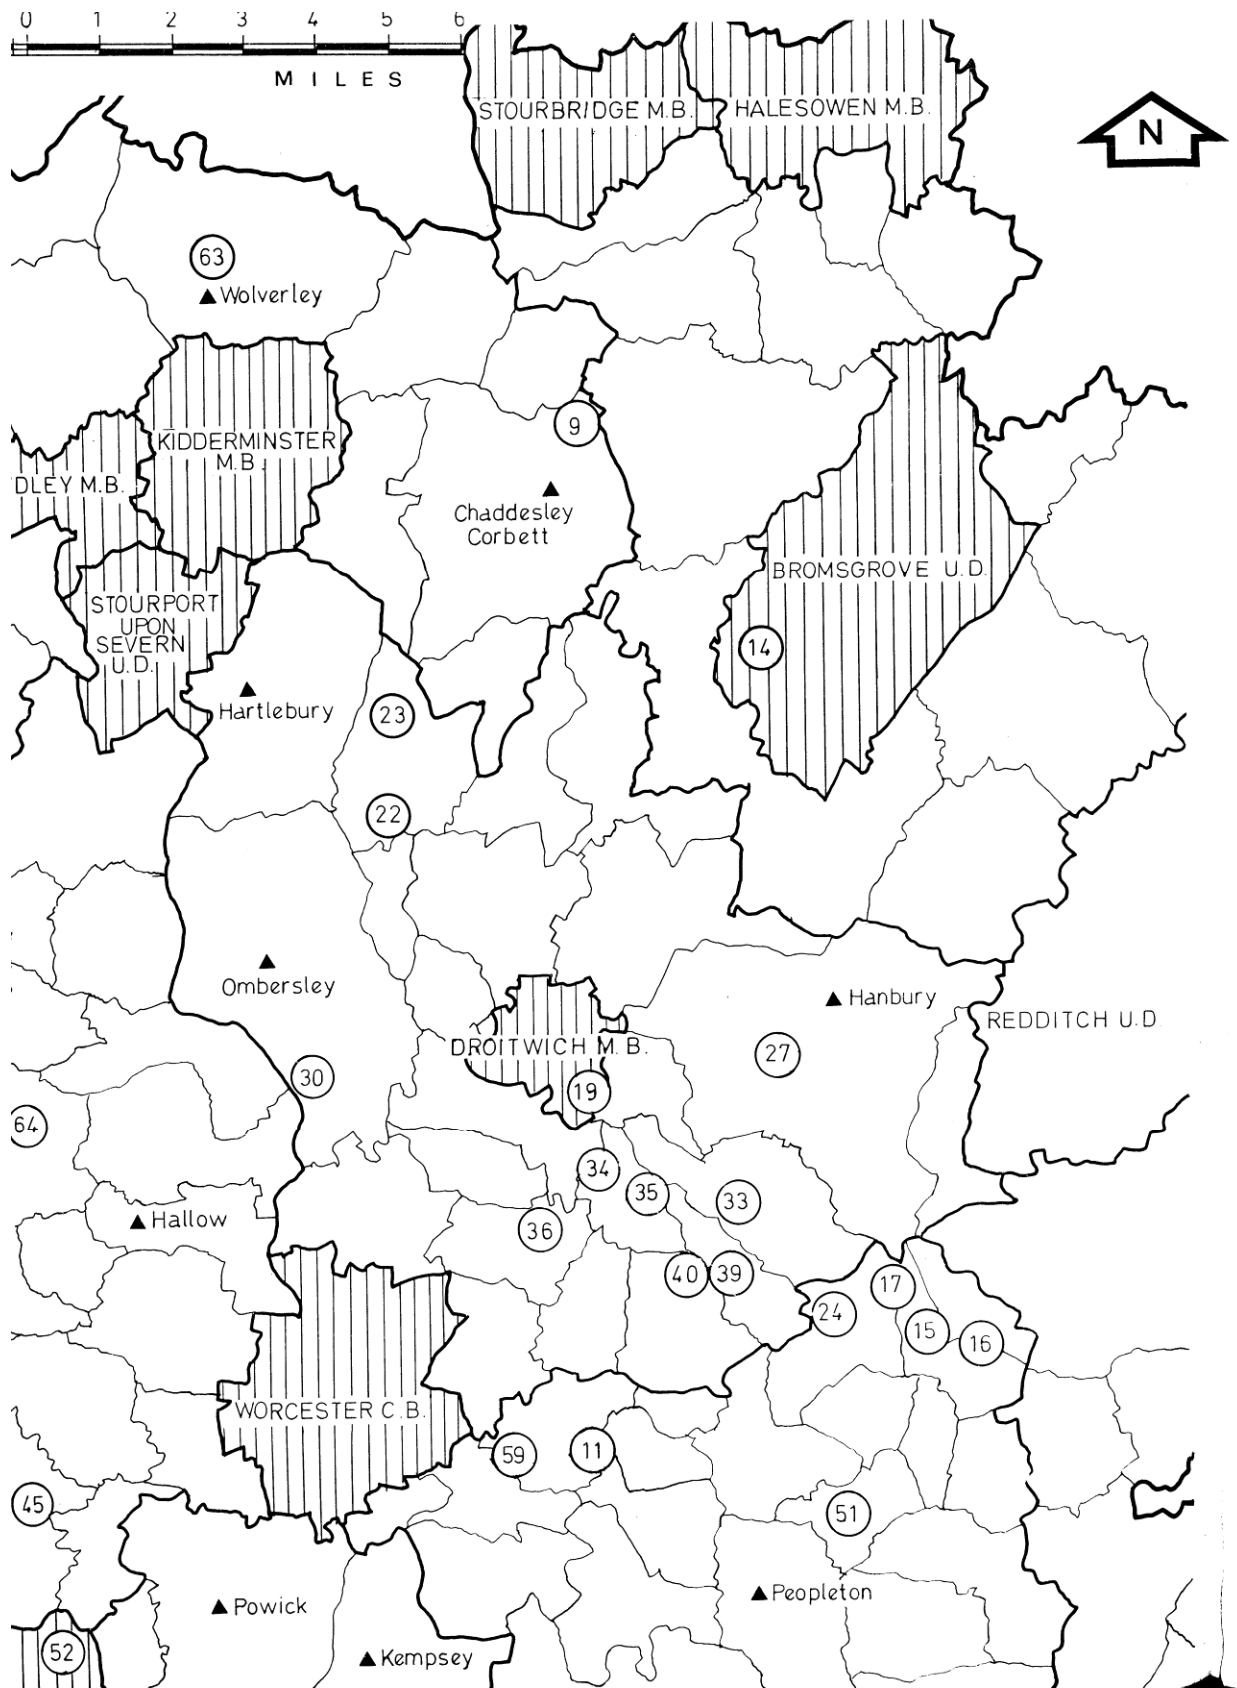 0 1 2 3 4 5 6
MILES
STOURBRIDGE M.B.
HALESOWEN M.B.
N
63
Wolverley
9
KIDDERMINSTER
M.B.
DLEY M.B.
Chaddesley
Corbett
BROMSGROVE U.D.
STOURPORT
UPON
SEVERN
U.D.
14
Hartlebury
23
22
Ombersley
Hanbury
REDDITCH U.D.
DROITWICH M.B.
27
30
19
64
34
35
33
Hallow
36
40
39
17
24
15
16
WORCESTER C.B.
59
11
45
51
Powick
Peopleton
52
Kempsey